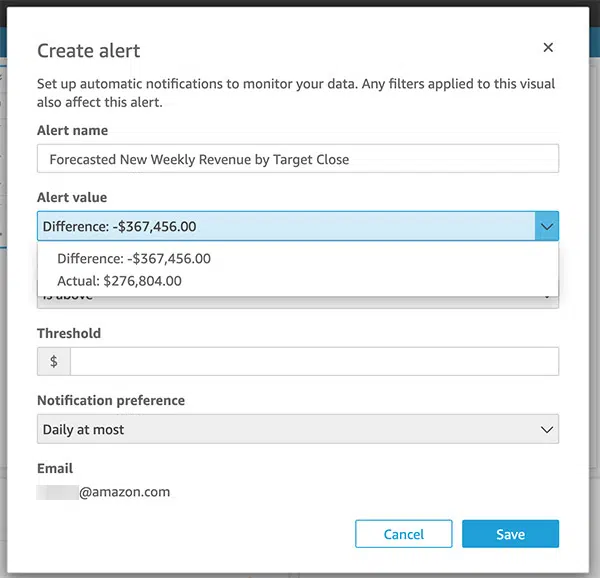 Create alert
Set up automatic notifications to monitor your data. Any filters applied to this visual
also affect this alert.
Alert name
Forecasted New Weekly Revenue by Target Close
Alert value
Difference: -$367,456.00
Difference: -$367,456.00
Actual: $276,804.00
Is above
Threshold
$
Notification preference
Daily at most
Email
@amazon.com
Cancel
Save